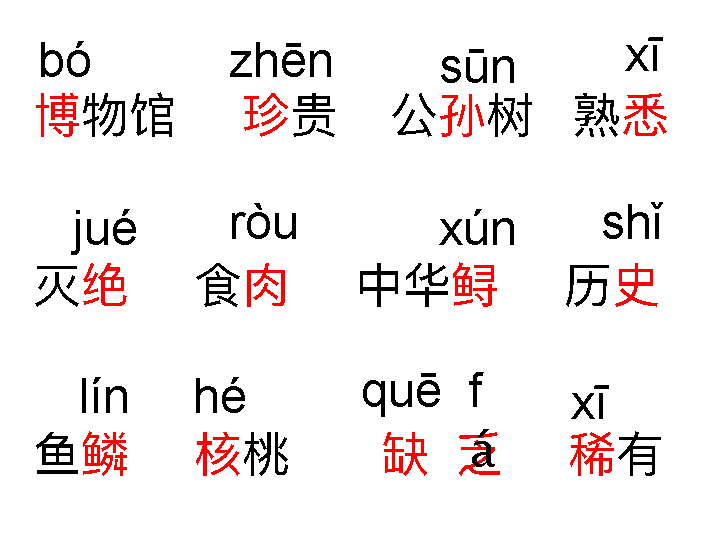 bó zhēn sūn xī
博物馆 珍贵 公孙树 熟悉
jué ròu xún shǐ
灭绝 食肉 中华鲟 历史
lín hé quē f xī
鱼鳞 核桃 缺 乏 稀有
á